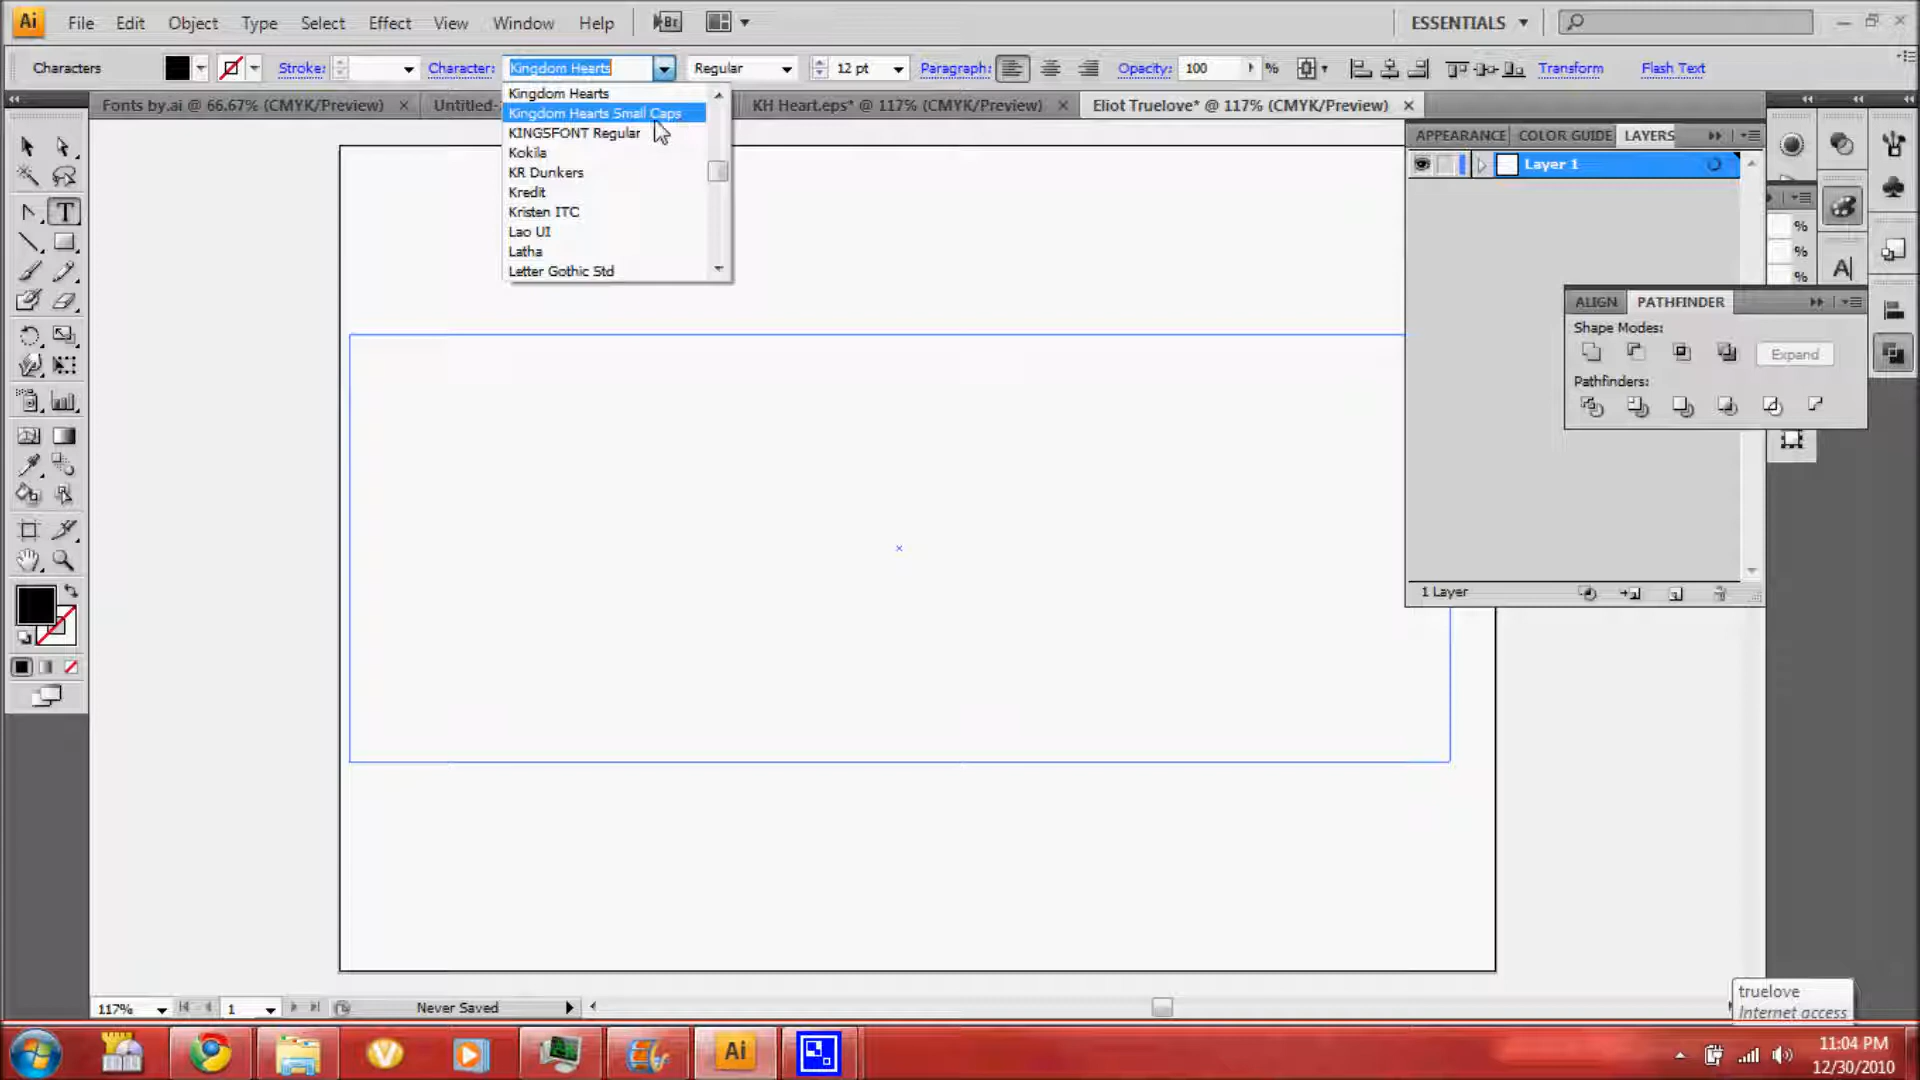 Ai File Edit Object Type Select Effect View Window Help Br ESSENTIALS
Characters Stroke: Character: Kingdom Hearts Regular 12 pt Paragraph: Opacity: 100 % Transform Flash Text
Fonts by.ai @ 66.67% (CMYK/Preview) Untitled- KH Heart.eps* @ 117% (CMYK/Preview) Eliot Truelove* @ 117% (CMYK/Preview)
Kingdom Hearts
Kingdom Hearts Small Caps
KINGSFONT Regular
Kokila
KR Dunkers
Kredit
Kristen ITC
Lao UI
Latha
Letter Gothic Std
APPEARANCE COLOR GUIDE LAYERS
Layer 1
%
%
%
ALIGN PATHFINDER
Shape Modes:
Expand
Pathfinders:
1 Layer
117% 1 Never Saved
truelove
Internet access
Ai
11:04 PM
12/30/2010